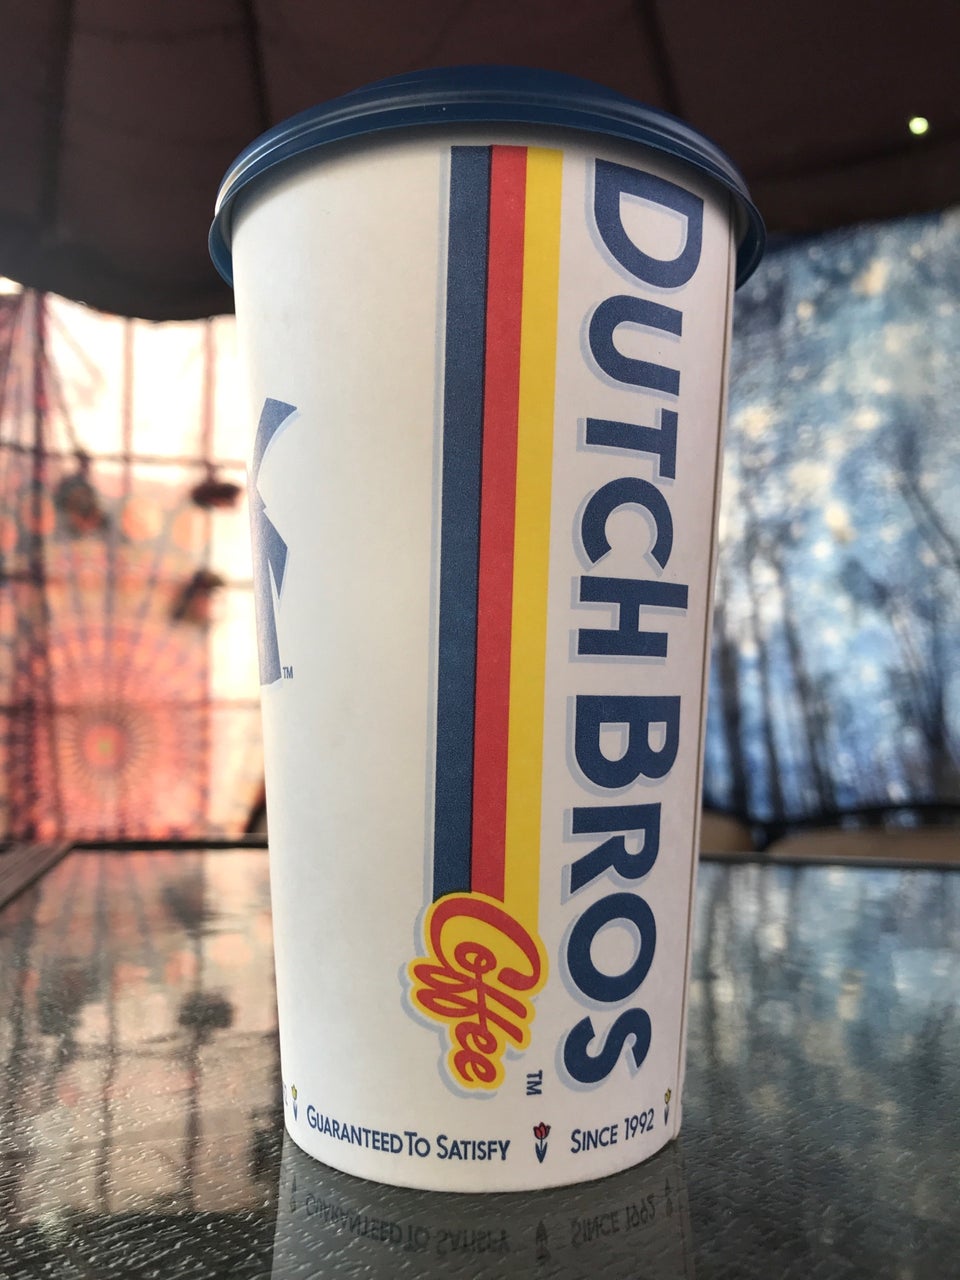 DUTCH BROS
Coffee
TM
TM
GUARANTEED TO SATISFY
SINCE 1992